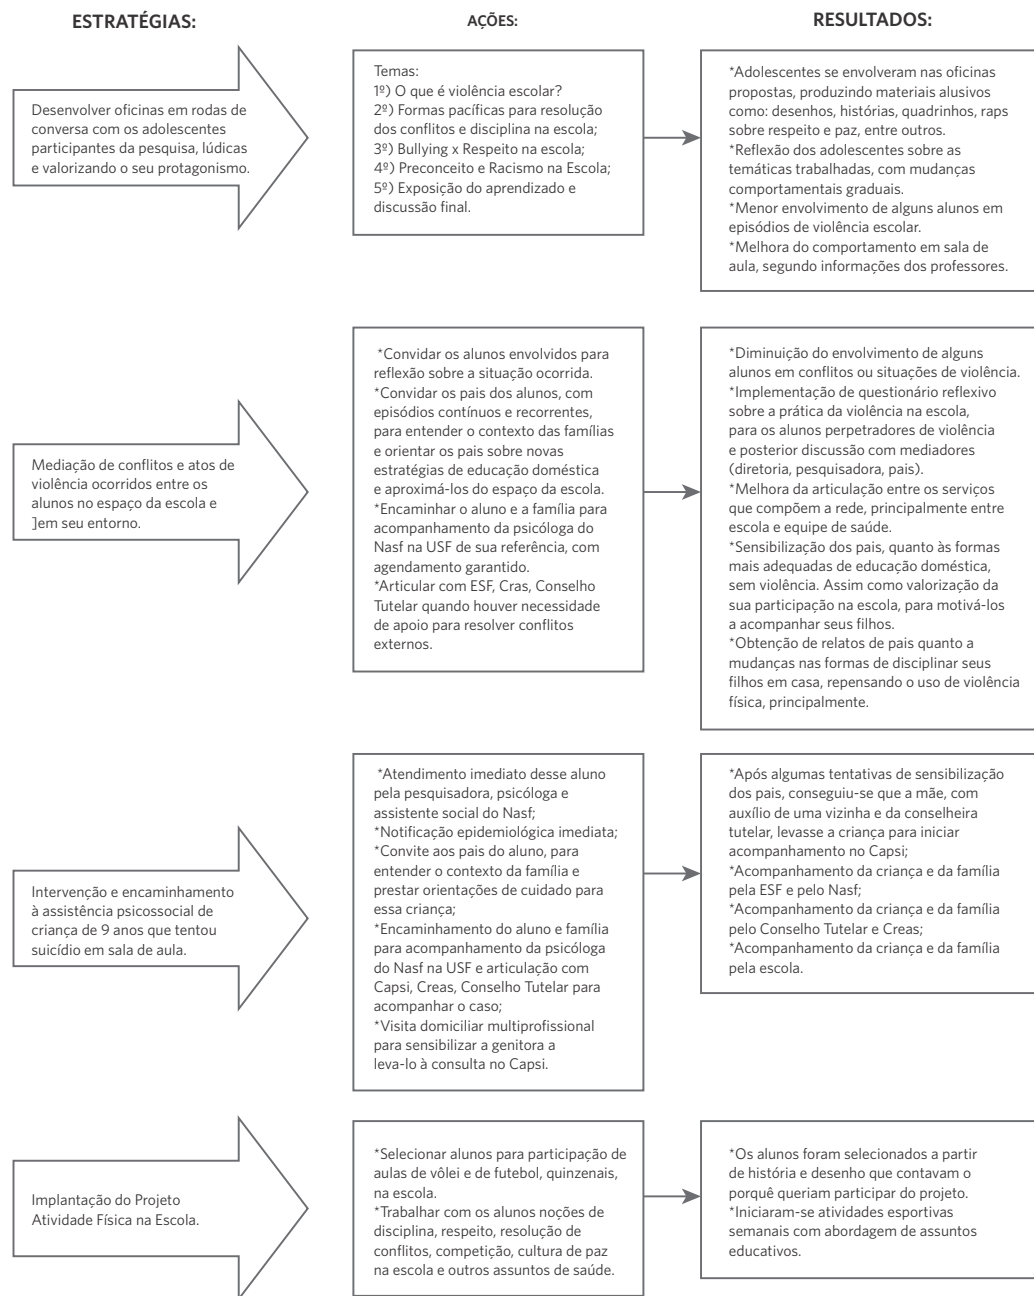 ESTRATÉGIAS:
AÇÕES:
RESULTADOS:
Desenvolver oficinas em rodas de
conversa com os adolescentes
participantes da pesquisa, lúdicas
e valorizando o seu protagonismo.
Temas:
1º) O que é violência escolar?
2º) Formas pacíficas para resolução
dos conflitos e disciplina na escola;
3º) Bullying x Respeito na escola;
4º) Preconceito e Racismo na Escola;
5º) Exposição do aprendizado e
discussão final.
*Adolescentes se envolveram nas oficinas
propostas, produzindo materiais alusivos
como: desenhos, histórias, quadrinhos, raps
sobre respeito e paz, entre outros.
*Reflexão dos adolescentes sobre as
temáticas trabalhadas, com mudanças
comportamentais graduais.
*Menor envolvimento de alguns alunos em
episódios de violência escolar.
*Melhora do comportamento em sala de
aula, segundo informações dos professores.
Mediação de conflitos e atos de
violência ocorridos entre os
alunos no espaço da escola e
]em seu entorno.
*Convidar os alunos envolvidos para
reflexão sobre a situação ocorrida.
*Convidar os pais dos alunos, com
episódios contínuos e recorrentes,
para entender o contexto das famílias
e orientar os pais sobre novas
estratégias de educação doméstica
e aproximá-los do espaço da escola.
*Encaminhar o aluno e a família para
acompanhamento da psicóloga do
Nasf na USF de sua referência, com
agendamento garantido.
*Articular com ESF, Cras, Conselho
Tutelar quando houver necessidade
de apoio para resolver conflitos
externos.
*Diminuição do envolvimento de alguns
alunos em conflitos ou situações de violência.
*Implementação de questionário reflexivo
sobre a prática da violência na escola,
para os alunos perpetradores de violência
e posterior discussão com mediadores
(diretoria, pesquisadora, pais).
*Melhora da articulação entre os serviços
que compõem a rede, principalmente entre
escola e equipe de saúde.
*Sensibilização dos pais, quanto às formas
mais adequadas de educação doméstica,
sem violência. Assim como valorização da
sua participação na escola, para motivá-los
a acompanhar seus filhos.
*Obtenção de relatos de pais quanto a
mudanças nas formas de disciplinar seus
filhos em casa, repensando o uso de violência
física, principalmente.
Intervenção e encaminhamento
à assistência psicossocial de
criança de 9 anos que tentou
suicídio em sala de aula.
*Atendimento imediato desse aluno
pela pesquisadora, psicóloga e
assistente social do Nasf;
*Notificação epidemiológica imediata;
*Convite aos pais do aluno, para
entender o contexto da família e
prestar orientações de cuidado para
essa criança;
*Encaminhamento do aluno e família
para acompanhamento da psicóloga
do Nasf na USF e articulação com
Capsi, Creas, Conselho Tutelar para
acompanhar o caso;
*Visita domiciliar multiprofissional
para sensibilizar a genitora a
leva-lo à consulta no Capsi.
*Após algumas tentativas de sensibilização
dos pais, conseguiu-se que a mãe, com
auxílio de uma vizinha e da conselheira
tutelar, levasse a criança para iniciar
acompanhamento no Capsi;
*Acompanhamento da criança e da família
pela ESF e pelo Nasf;
*Acompanhamento da criança e da família
pelo Conselho Tutelar e Creas;
*Acompanhamento da criança e da família
pela escola.
Implantação do Projeto
Atividade Física na Escola.
*Selecionar alunos para participação de
aulas de vôlei e de futebol, quinzenais,
na escola.
*Trabalhar com os alunos noções de
disciplina, respeito, resolução de
conflitos, competição, cultura de paz
na escola e outros assuntos de saúde.
*Os alunos foram selecionados a partir
de história e desenho que contavam o
porquê queriam participar do projeto.
*Iniciaram-se atividades esportivas
semanais com abordagem de assuntos
educativos.